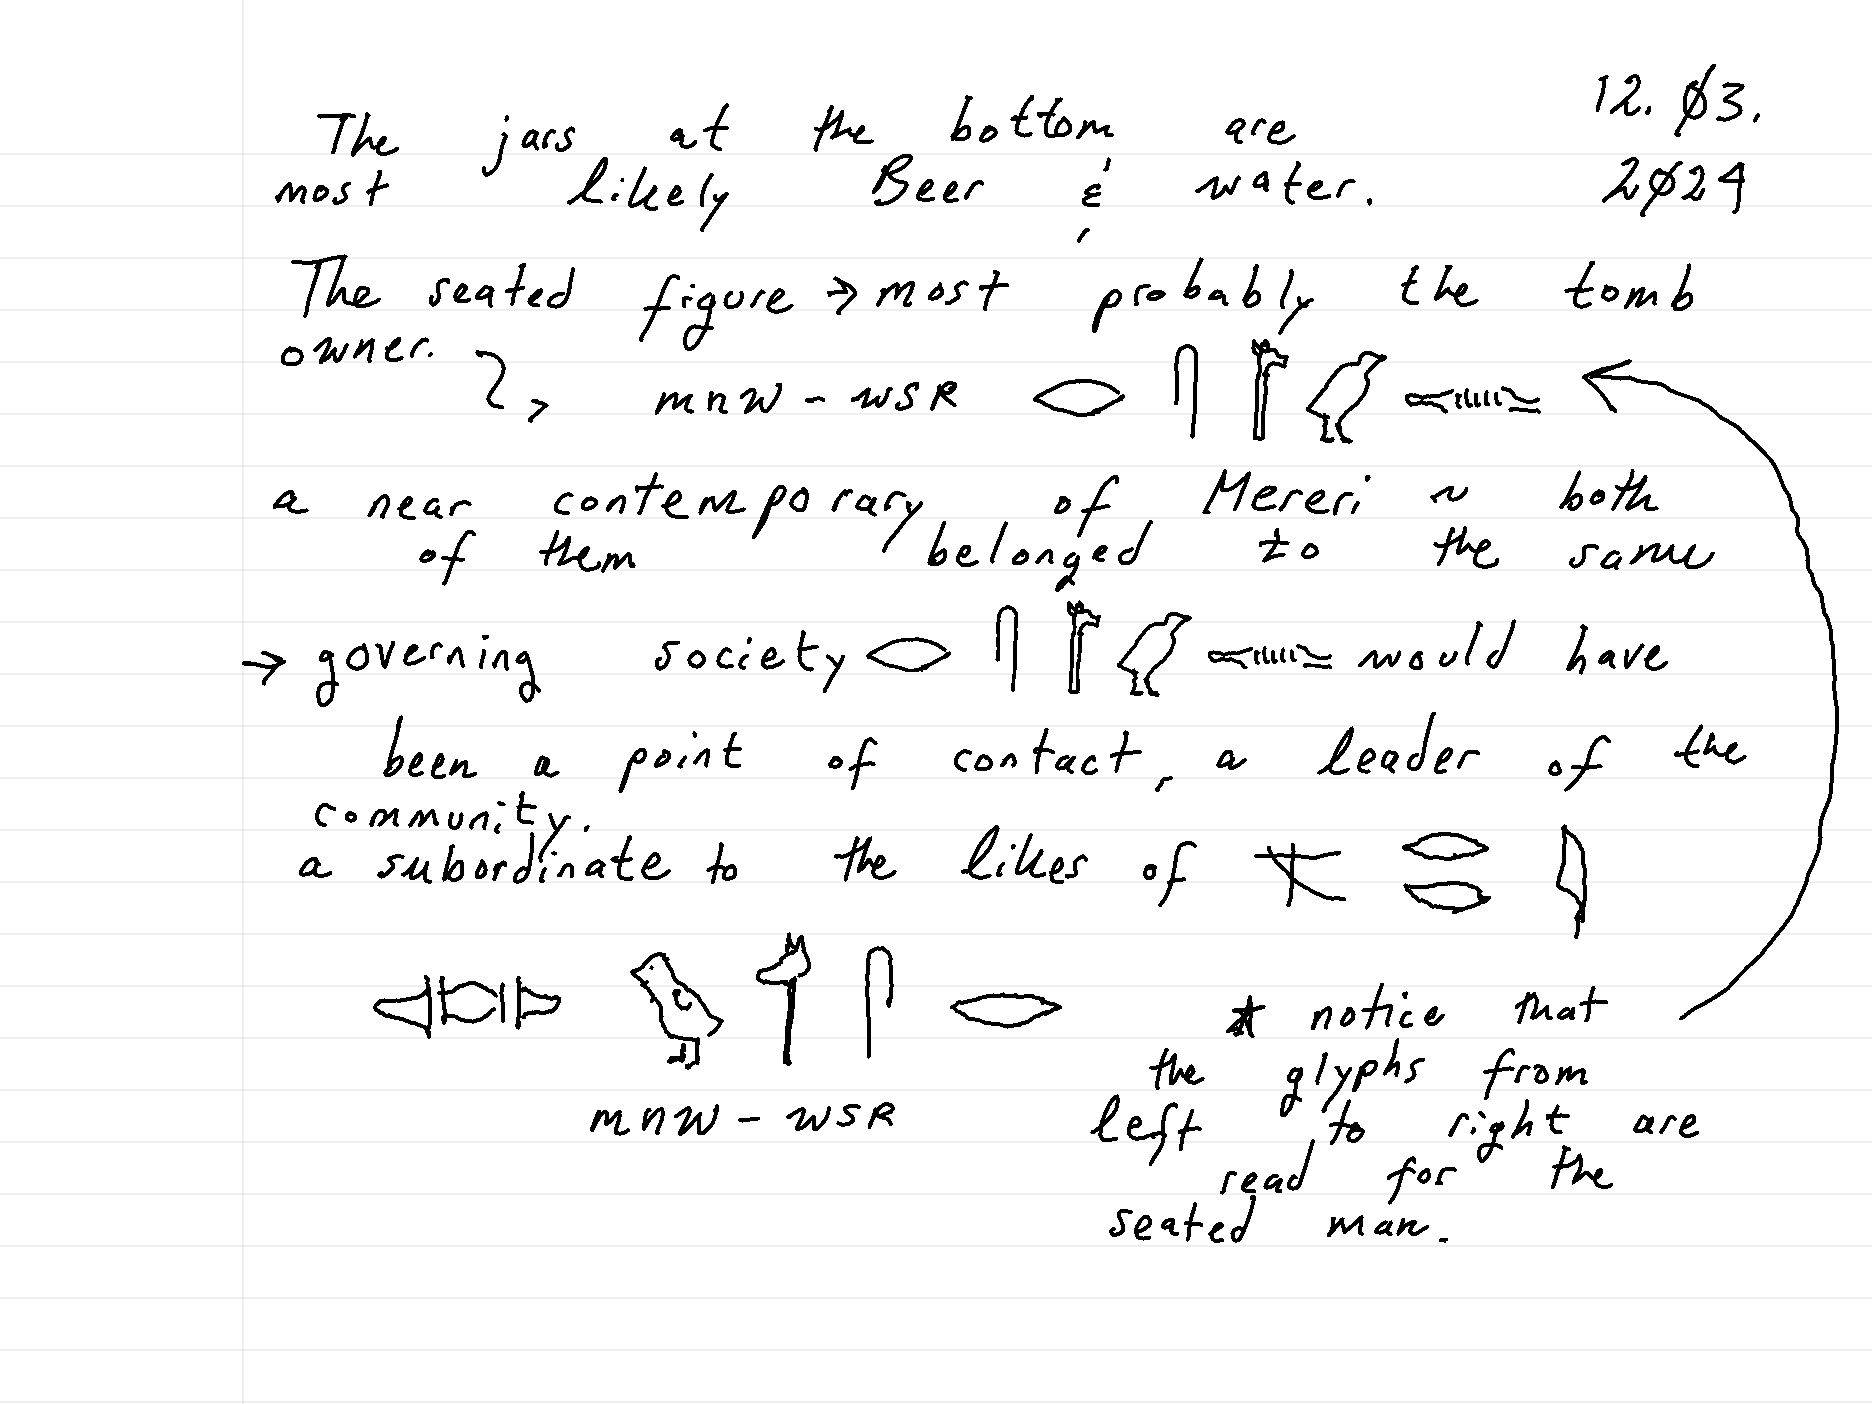 12. Ø3.
2Ø24
The jars at the bottom are
most likely Beer & water.
The seated figure → most probably the tomb
owner.
mnW - WSR 𓂋 𓋴 𓄊 𓅱 𓋊
a near contemporary of Mereri ~ both
of them belonged to the same
→ governing society 𓂋 𓋴 𓄊 𓅱 𓋊 would have
been a point of contact, a leader of the
community.
a subordinate to the likes of 𓌸 𓂋 𓂋 𓇋
𓋊 𓅱 𓄊 𓋴 𓂋
mnW - WSR
* notice that
the glyphs from
left to right are
read for the
seated man.